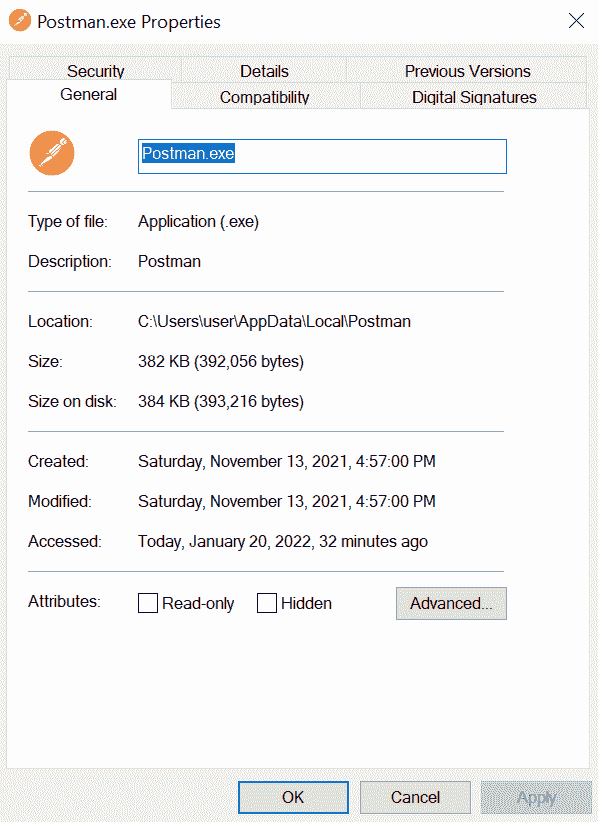 Postman.exe Properties
Security Details Previous Versions
General Compatibility Digital Signatures
Postman.exe
Type of file: Application (.exe)
Description: Postman
Location: C:\Users\user\AppData\Local\Postman
Size: 382 KB (392,056 bytes)
Size on disk: 384 KB (393,216 bytes)
Created: Saturday, November 13, 2021, 4:57:00 PM
Modified: Saturday, November 13, 2021, 4:57:00 PM
Accessed: Today, January 20, 2022, 32 minutes ago
Attributes: Read-only Hidden Advanced...
OK Cancel Apply